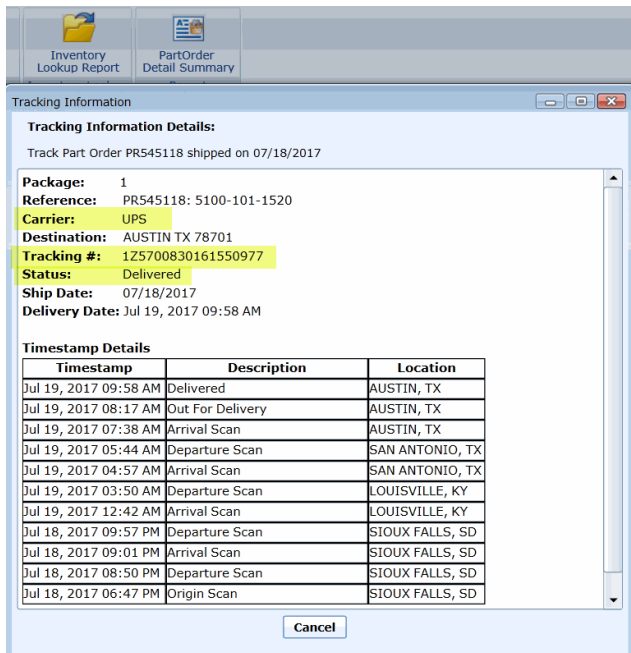 Inventory
Lookup Report
PartOrder
Detail Summary
Tracking Information
Tracking Information Details:
Track Part Order PR545118 shipped on 07/18/2017
Package: 1
Reference: PR545118: 5100-101-1520
Carrier: UPS
Destination: AUSTIN TX 78701
Tracking #: 1Z5700830161550977
Status: Delivered
Ship Date: 07/18/2017
Delivery Date: Jul 19, 2017 09:58 AM
Timestamp Details
Timestamp Description Location
Jul 19, 2017 09:58 AM Delivered AUSTIN, TX
Jul 19, 2017 08:17 AM Out For Delivery AUSTIN, TX
Jul 19, 2017 07:38 AM Arrival Scan AUSTIN, TX
Jul 19, 2017 05:44 AM Departure Scan SAN ANTONIO, TX
Jul 19, 2017 04:57 AM Arrival Scan SAN ANTONIO, TX
Jul 19, 2017 03:50 AM Departure Scan LOUISVILLE, KY
Jul 19, 2017 12:42 AM Arrival Scan LOUISVILLE, KY
Jul 18, 2017 09:57 PM Departure Scan SIOUX FALLS, SD
Jul 18, 2017 09:01 PM Arrival Scan SIOUX FALLS, SD
Jul 18, 2017 08:50 PM Departure Scan SIOUX FALLS, SD
Jul 18, 2017 06:47 PM Origin Scan SIOUX FALLS, SD
Cancel